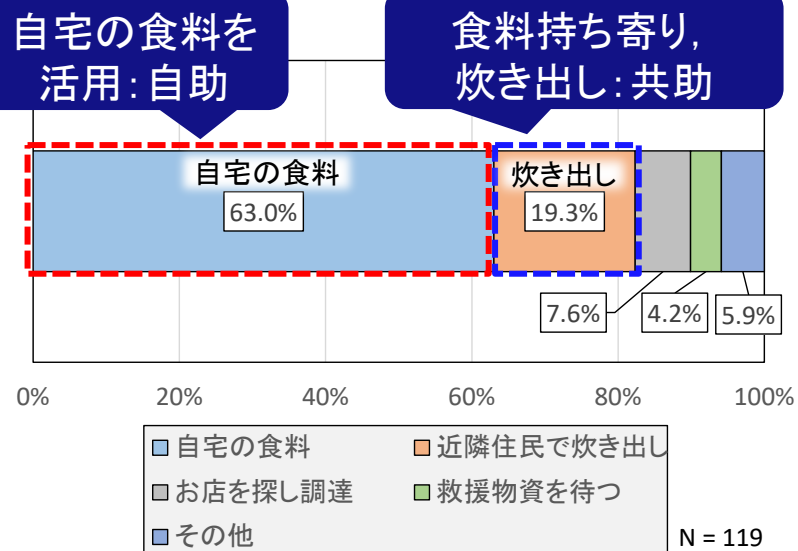 自宅の食料を
活用：自助
食料持ち寄り，
炊き出し：共助
自宅の食料
63.0%
炊き出し
19.3%
7.6%
4.2%
5.9%
0%
20%
40%
60%
80%
100%
自宅の食料
近隣住民で炊き出し
お店を探し調達
救援物資を待つ
その他
N = 119